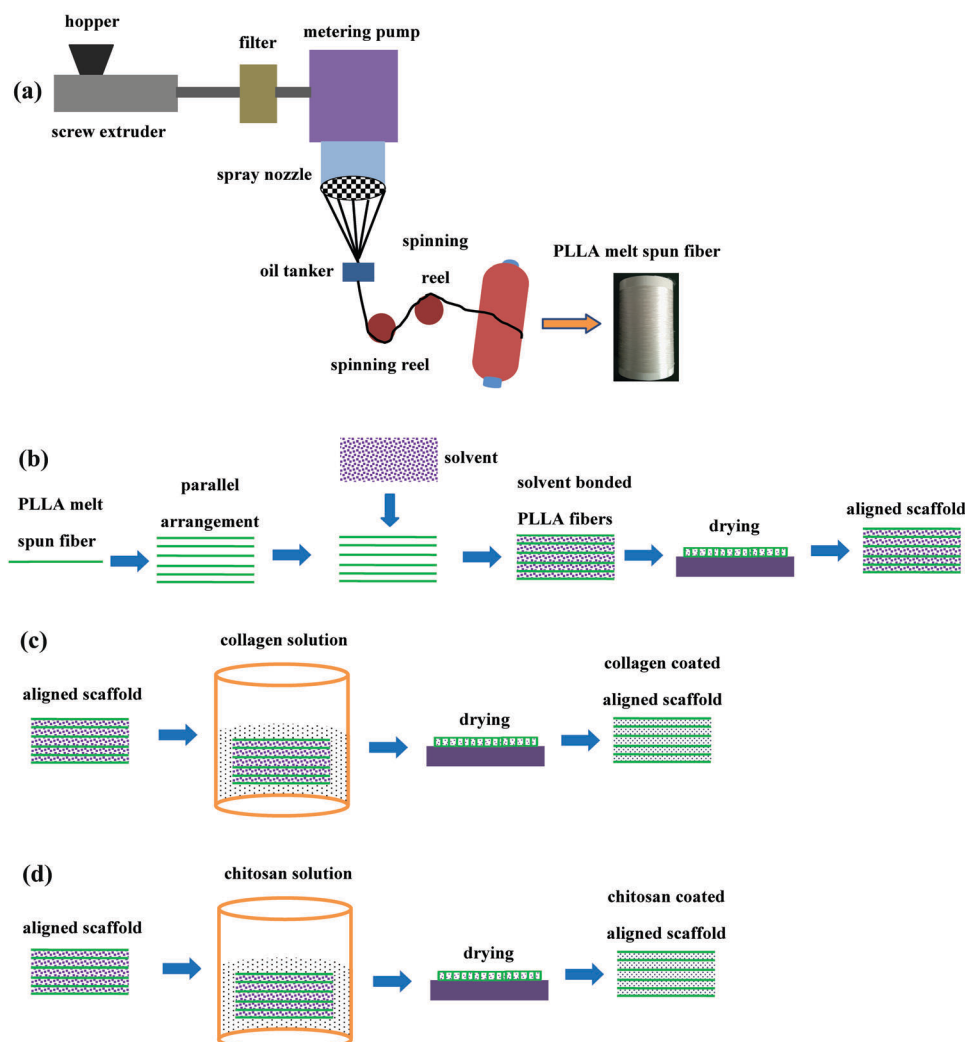 (a)
hopper
screw extruder
filter
metering pump
spray nozzle
oil tanker
spinning
reel
spinning reel
PLLA melt spun fiber
(b)
PLLA melt
spun fiber
parallel
arrangement
solvent
solvent bonded
PLLA fibers
drying
aligned scaffold
(c)
aligned scaffold
collagen solution
drying
collagen coated
aligned scaffold
(d)
aligned scaffold
chitosan solution
drying
chitosan coated
aligned scaffold